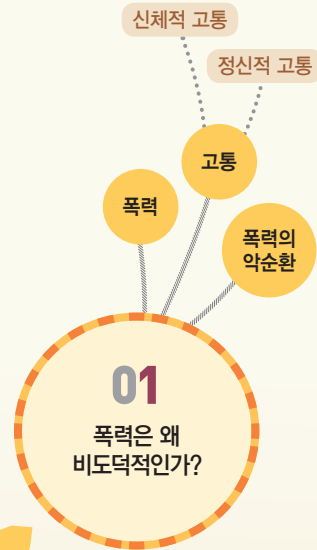 신체적 고통
정신적 고통
고통
폭력
폭력의
악순환
01
폭력은 왜
비도덕적인가?